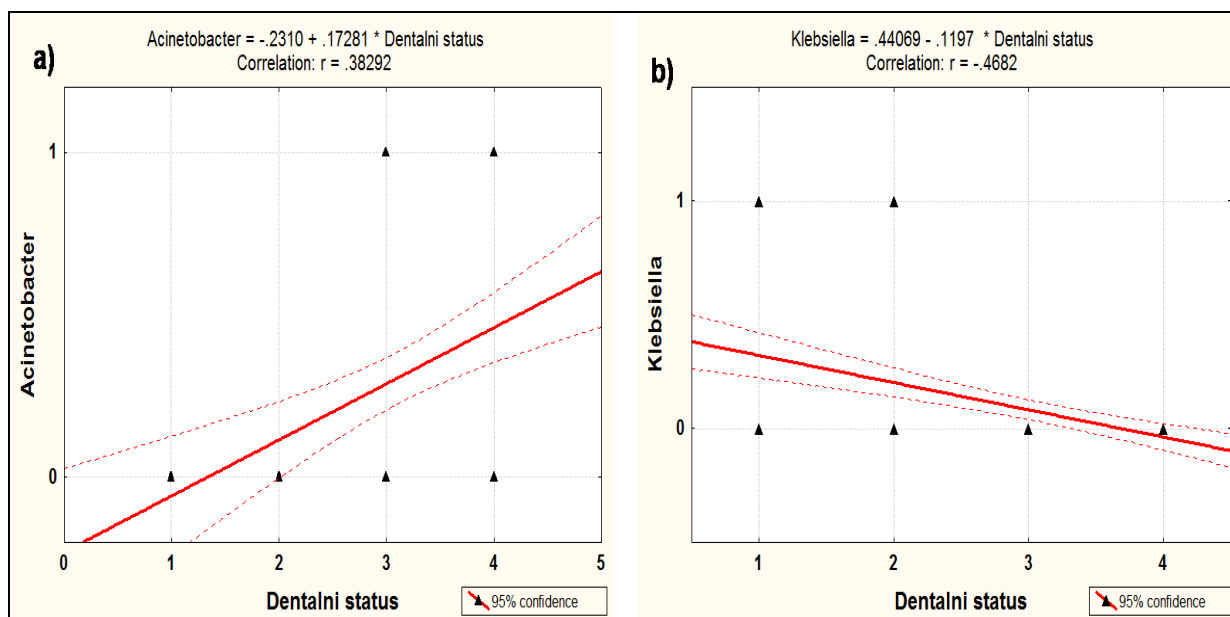 a)
Acinetobacter = -.2310 + .17281 * Dentalni status
Correlation: r = .38292
1
0
Acinetobacter
0 1 2 3 4 5
Dentalni status
95% confidence
b)
Klebsiella = .44069 - .1197 * Dentalni status
Correlation: r = -.4682
1
0
Klebsiella
1 2 3 4
Dentalni status
95% confidence